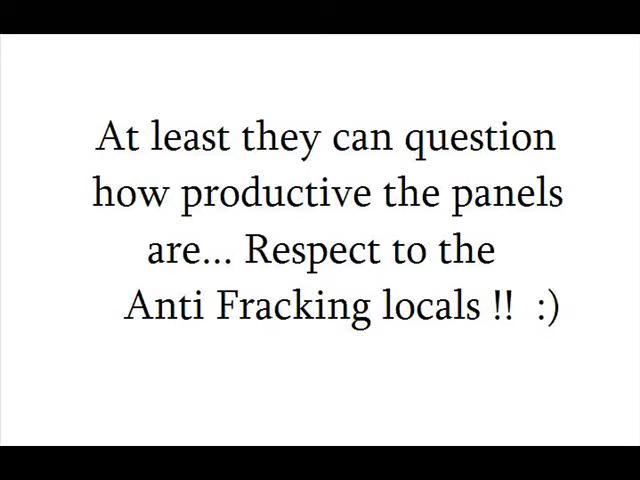 At least they can question
how productive the panels
are... Respect to the
Anti Fracking locals !! :)